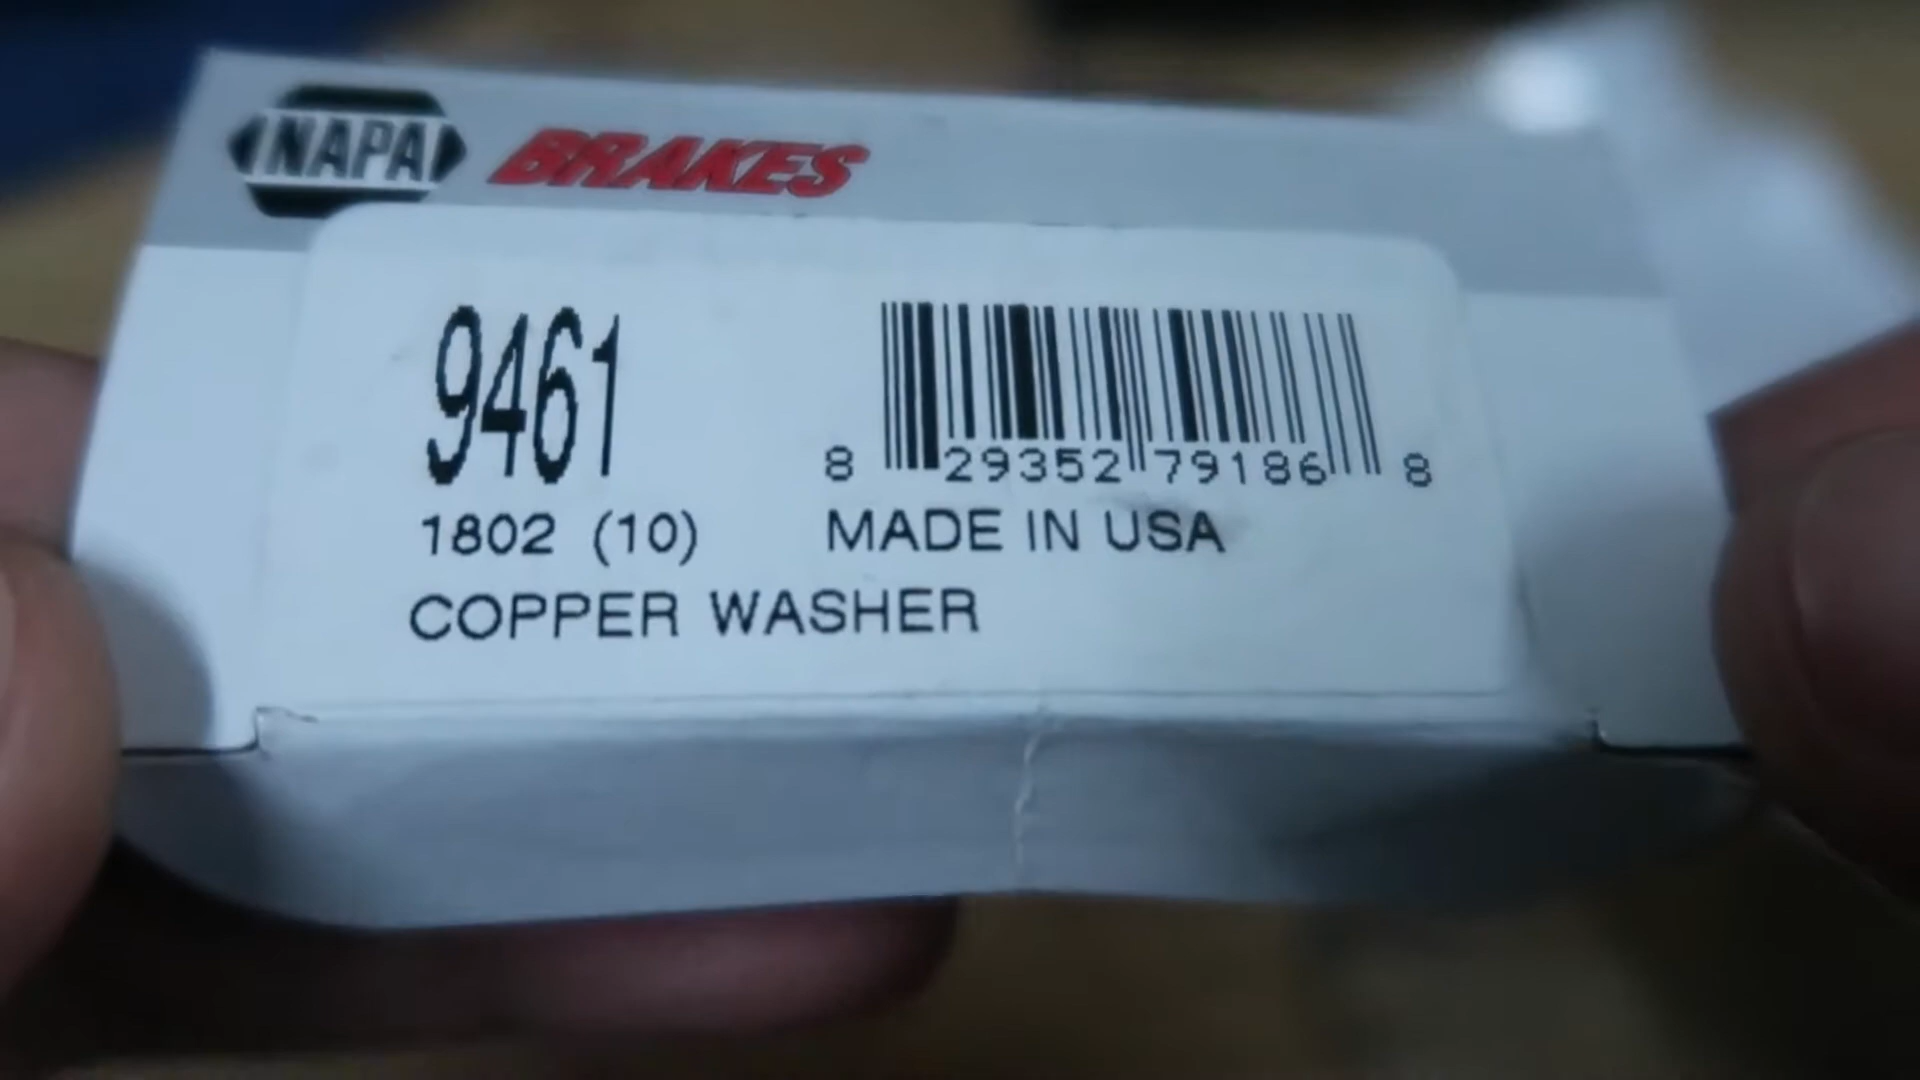 NAPA BRAKES
9461
8 29352 79186 8
1802 (10) MADE IN USA
COPPER WASHER